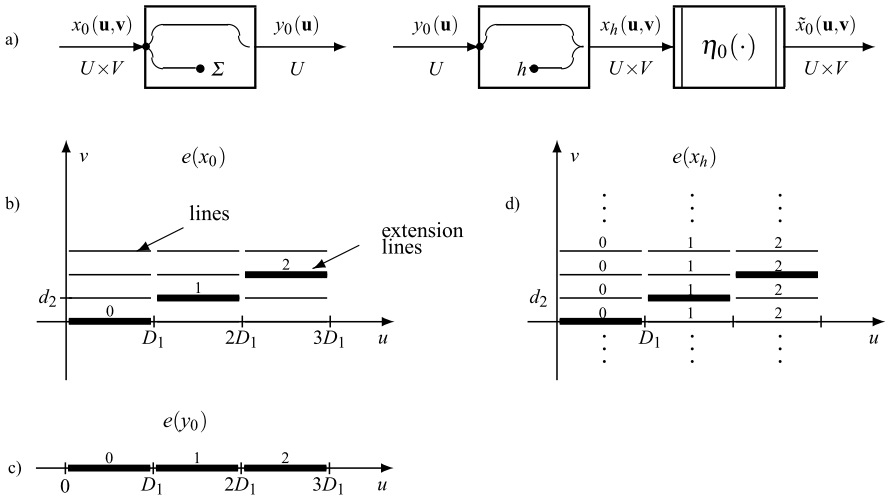 a)
x₀(u,v) y₀(u) y₀(u) x_h(u,v) x̃₀(u,v)
Σ h η₀(·)
U×V U U U×V U×V
v e(x₀) v e(x_h)
b) d)
lines
extension
lines
2
1
0
d₂
D₁ 2D₁ 3D₁ u
0 1 2
0 1 2
0 1 2
0 1 2
d₂
D₁ u
e(y₀)
c)
0 1 2
0 D₁ 2D₁ 3D₁ u